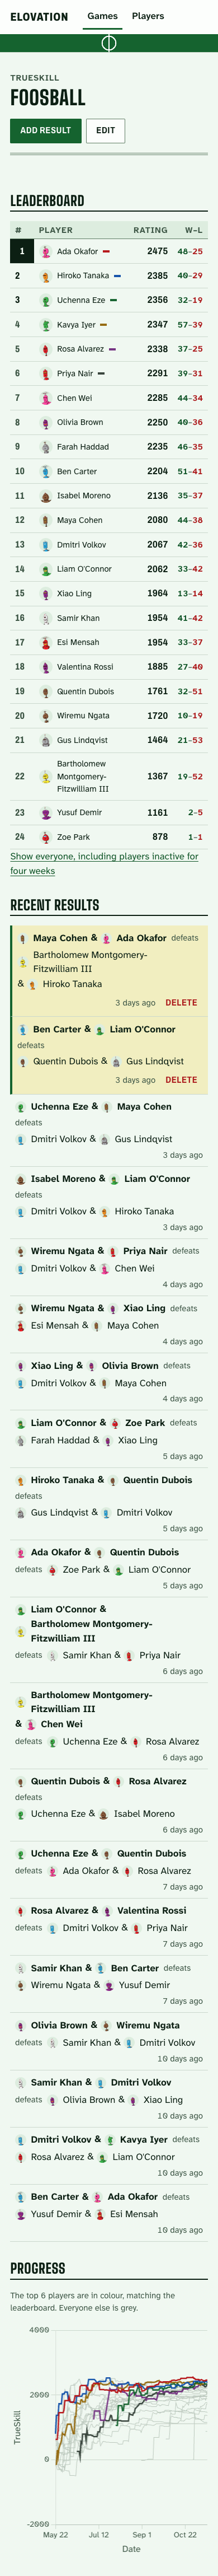 ELOVATION Games Players
TRUESKILL
FOOSBALL
ADD RESULT EDIT
LEADERBOARD
# PLAYER RATING W–L
1 Ada Okafor 2475 48–25
2 Hiroko Tanaka 2385 40–29
3 Uchenna Eze 2356 32–19
4 Kavya Iyer 2347 57–39
5 Rosa Alvarez 2338 37–25
6 Priya Nair 2291 39–31
7 Chen Wei 2285 44–34
8 Olivia Brown 2250 40–36
9 Farah Haddad 2235 46–35
10 Ben Carter 2204 51–41
11 Isabel Moreno 2136 35–37
12 Maya Cohen 2080 44–38
13 Dmitri Volkov 2067 42–36
14 Liam O'Connor 2062 33–42
15 Xiao Ling 1964 13–14
16 Samir Khan 1954 41–42
17 Esi Mensah 1954 33–37
18 Valentina Rossi 1885 27–40
19 Quentin Dubois 1761 32–51
20 Wiremu Ngata 1720 10–19
21 Gus Lindqvist 1464 21–53
Bartholomew
22 Montgomery- 1367 19–52
Fitzwilliam III
23 Yusuf Demir 1161 2–5
24 Zoe Park 878 1–1
Show everyone, including players inactive for
four weeks
RECENT RESULTS
Maya Cohen & Ada Okafor defeats
Bartholomew Montgomery-
Fitzwilliam III
& Hiroko Tanaka
3 days ago DELETE
Ben Carter & Liam O'Connor
defeats
Quentin Dubois & Gus Lindqvist
3 days ago DELETE
Uchenna Eze & Maya Cohen
defeats
Dmitri Volkov & Gus Lindqvist
3 days ago
Isabel Moreno & Liam O'Connor
defeats
Dmitri Volkov & Hiroko Tanaka
3 days ago
Wiremu Ngata & Priya Nair defeats
Dmitri Volkov & Chen Wei
4 days ago
Wiremu Ngata & Xiao Ling defeats
Esi Mensah & Maya Cohen
4 days ago
Xiao Ling & Olivia Brown defeats
Dmitri Volkov & Maya Cohen
4 days ago
Liam O'Connor & Zoe Park defeats
Farah Haddad & Xiao Ling
5 days ago
Hiroko Tanaka & Quentin Dubois
defeats
Gus Lindqvist & Dmitri Volkov
5 days ago
Ada Okafor & Quentin Dubois
defeats Zoe Park & Liam O'Connor
5 days ago
Liam O'Connor &
Bartholomew Montgomery-
Fitzwilliam III
defeats Samir Khan & Priya Nair
6 days ago
Bartholomew Montgomery-
Fitzwilliam III
& Chen Wei
defeats Uchenna Eze & Rosa Alvarez
6 days ago
Quentin Dubois & Rosa Alvarez
defeats
Uchenna Eze & Isabel Moreno
6 days ago
Uchenna Eze & Quentin Dubois
defeats Ada Okafor & Rosa Alvarez
7 days ago
Rosa Alvarez & Valentina Rossi
defeats Dmitri Volkov & Priya Nair
7 days ago
Samir Khan & Ben Carter defeats
Wiremu Ngata & Yusuf Demir
7 days ago
Olivia Brown & Wiremu Ngata
defeats Samir Khan & Dmitri Volkov
10 days ago
Samir Khan & Dmitri Volkov
defeats Olivia Brown & Xiao Ling
10 days ago
Dmitri Volkov & Kavya Iyer defeats
Rosa Alvarez & Liam O'Connor
10 days ago
Ben Carter & Ada Okafor defeats
Yusuf Demir & Esi Mensah
10 days ago
PROGRESS
The top 6 players are in colour, matching the
leaderboard. Everyone else is grey.
4000
2000
TrueSkill
0
-2000
May 22 Jul 12 Sep 1 Oct 22
Date